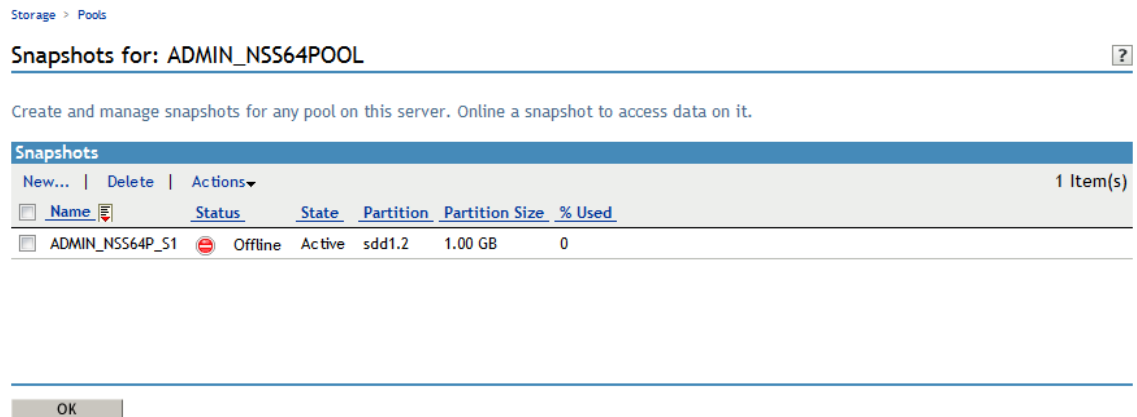 Storage > Pools
Snapshots for: ADMIN_NSS64POOL ?
Create and manage snapshots for any pool on this server. Online a snapshot to access data on it.
Snapshots
New... | Delete | Actions 1 Item(s)
Name Status State Partition Partition Size % Used
ADMIN_NSS64P_S1 Offline Active sdd1.2 1.00 GB 0
OK